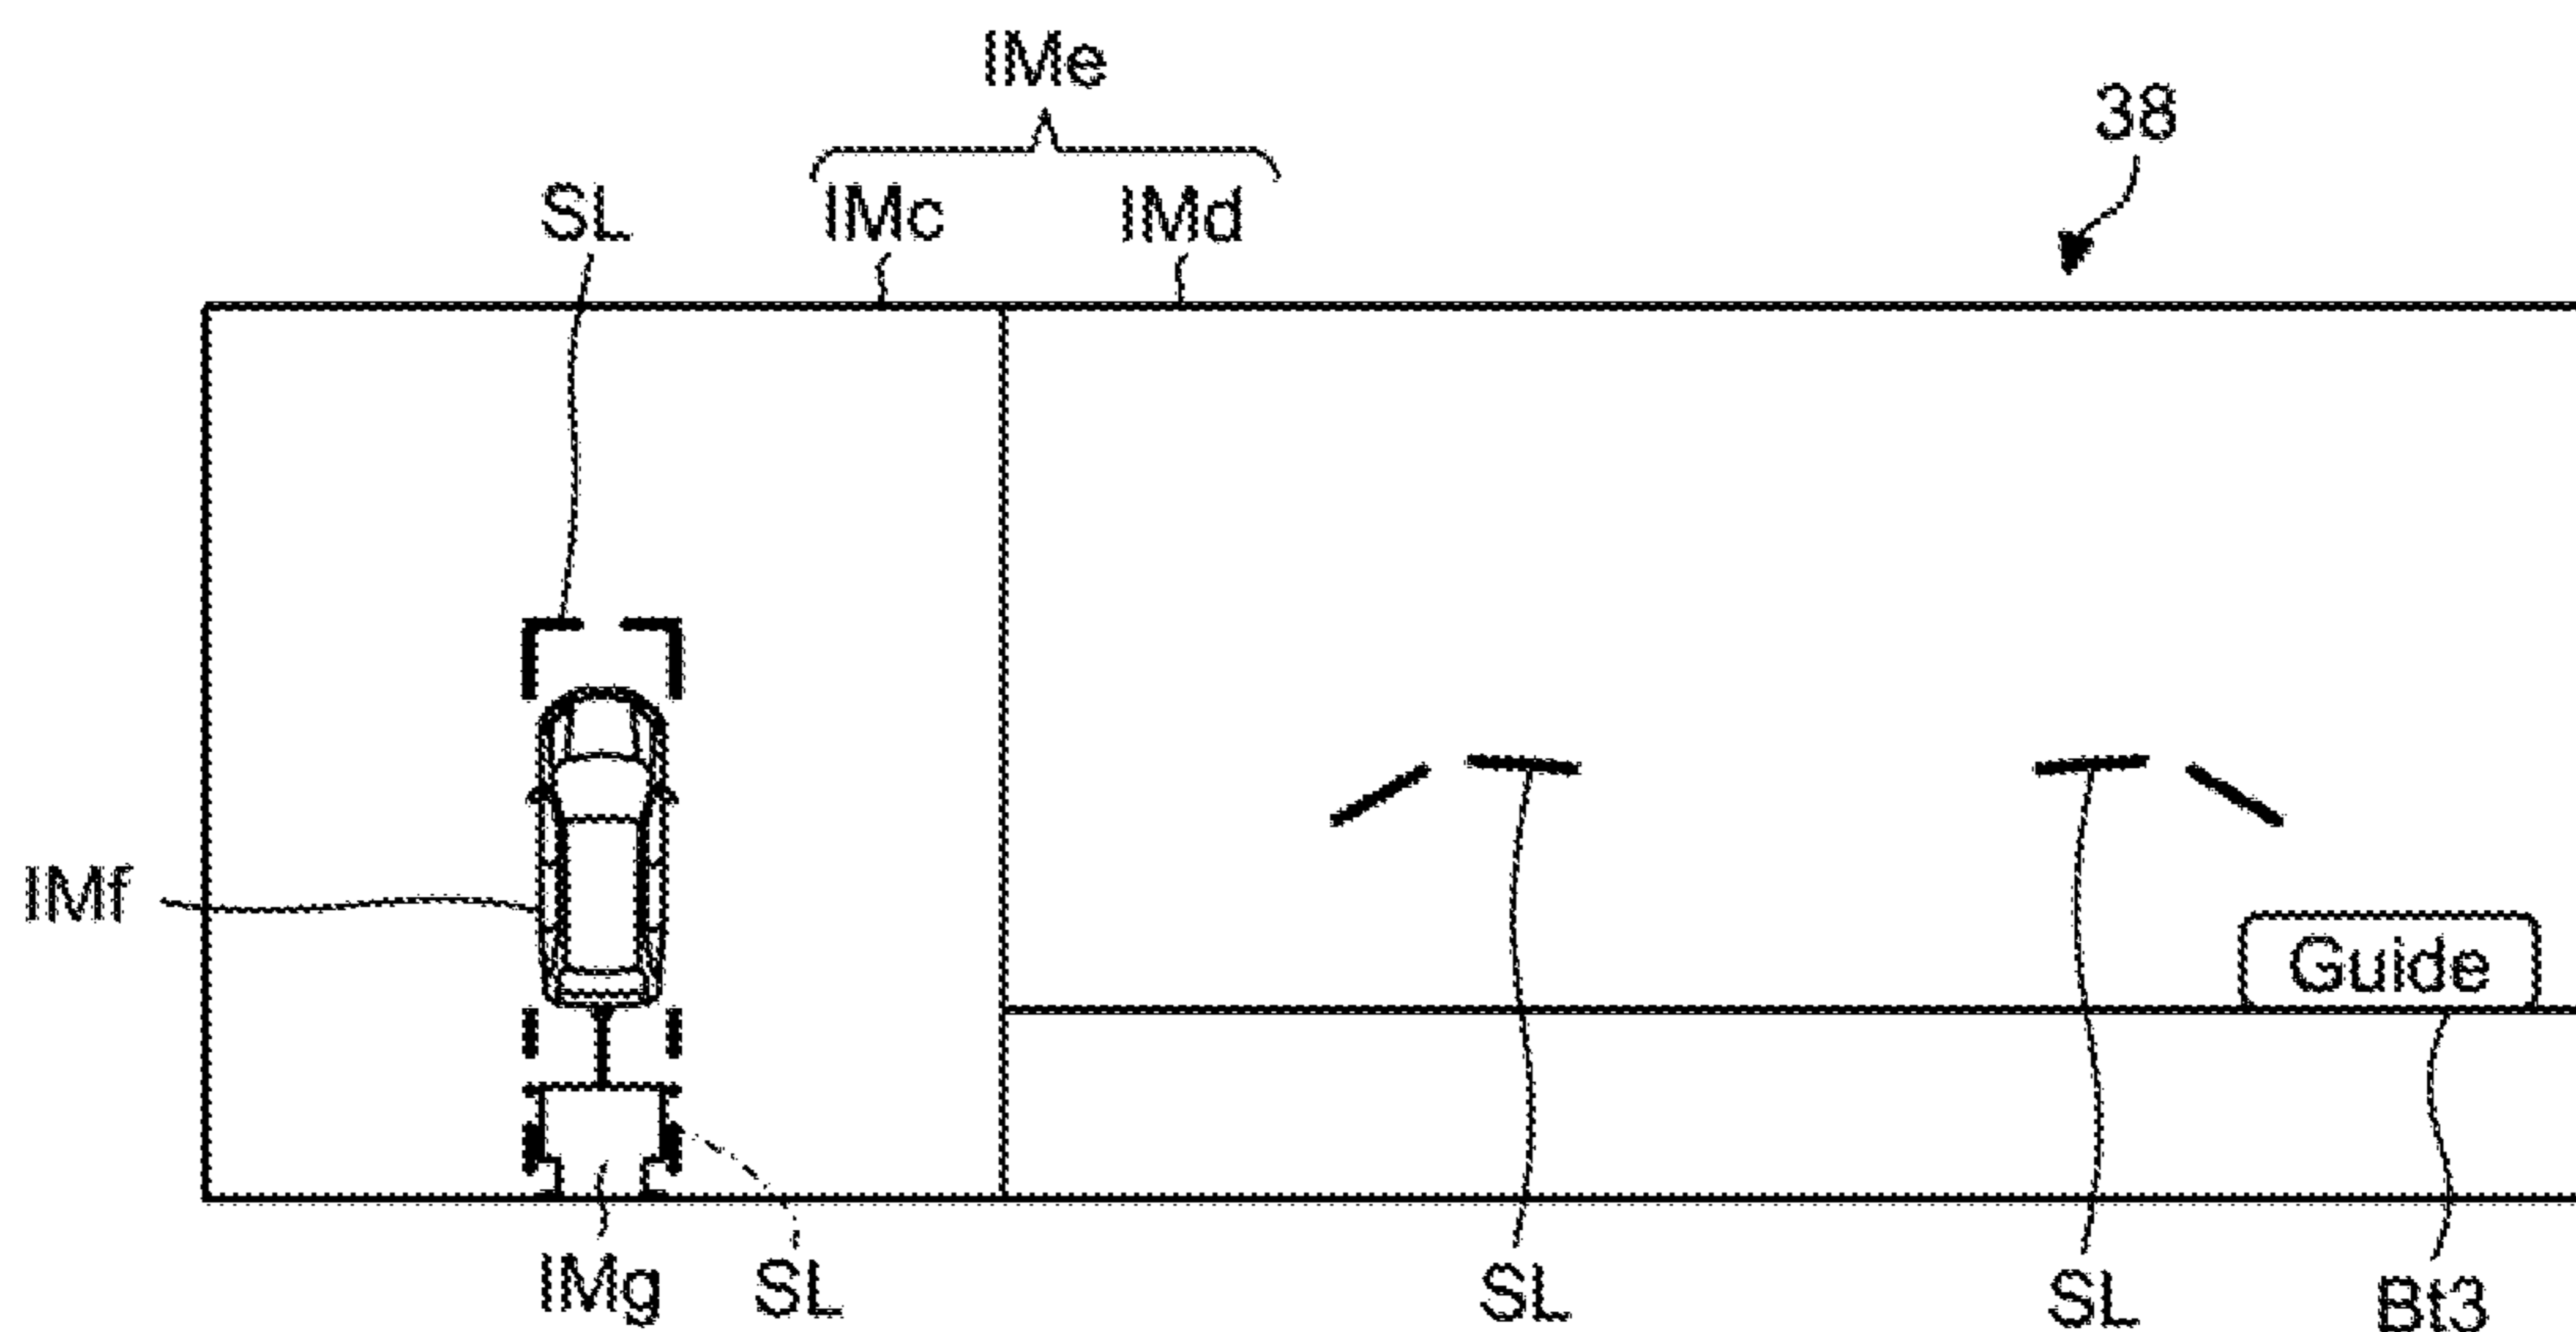 IMe
38
SL IMc IMd
IMf
Guide
IMg SL SL SL Bt3